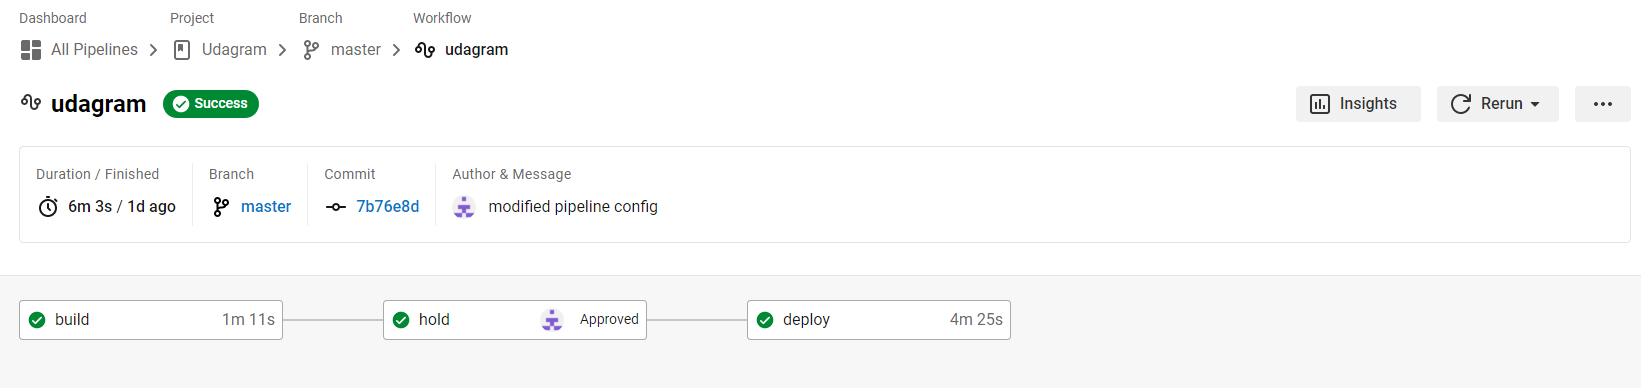 Dashboard Project Branch Workflow
All Pipelines Udagram master udagram
udagram Success Insights Rerun
Duration / Finished Branch Commit Author & Message
6m 3s / 1d ago master 7b76e8d modified pipeline config
build 1m 11s hold Approved deploy 4m 25s